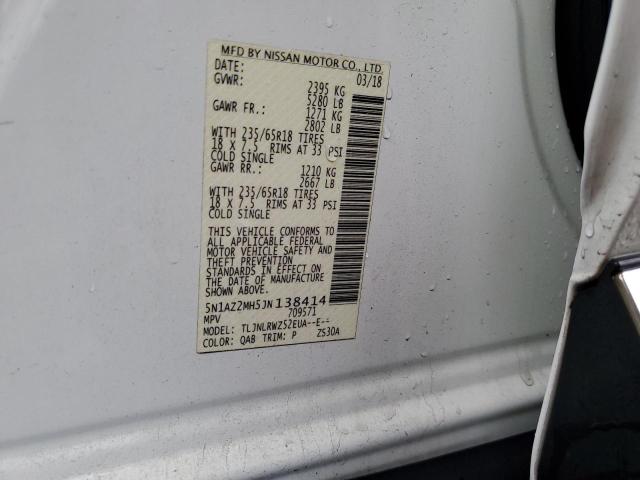 MFD BY NISSAN MOTOR CO., LTD.
DATE: 03/18
GVWR: 2395 KG
5280 LB
GAWR FR.: 1271 KG
2802 LB
WITH 235/65R18 TIRES
18 X 7.5 RIMS AT 33 PSI
COLD SINGLE
GAWR RR.: 1210 KG
2667 LB
WITH 235/65R18 TIRES
18 X 7.5 RIMS AT 33 PSI
COLD SINGLE
THIS VEHICLE CONFORMS TO
ALL APPLICABLE FEDERAL
MOTOR VEHICLE SAFETY AND
THEFT PREVENTION
STANDARDS IN EFFECT ON THE
DATE OF MANUFACTURE
5N1AZ2MH5JN138414
MPV 709571
MODEL: TLJNLRWZ52EUA--E--
COLOR: QAB TRIM: P ZS30A